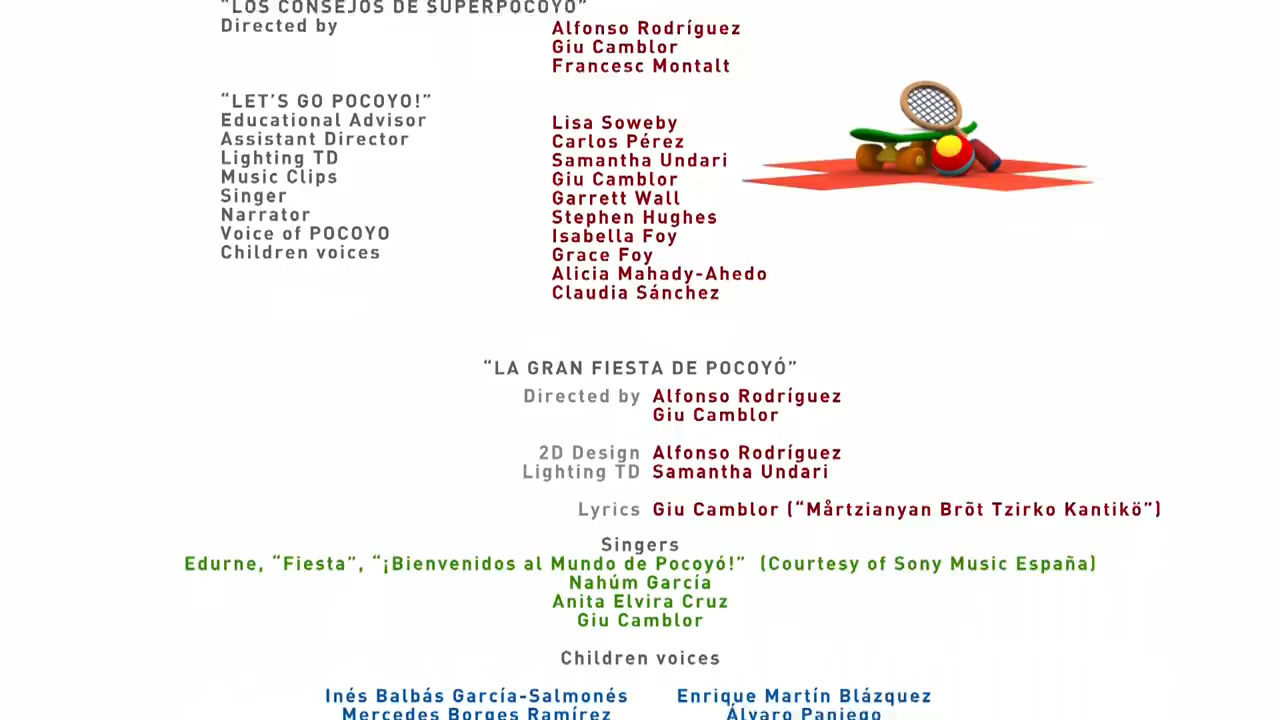 “LOS CONSEJOS DE SUPERPOCOYO”
Directed by Alfonso Rodríguez
Giu Camblor
Francesc Montalt
“LET’S GO POCOYO!”
Educational Advisor Lisa Soweby
Assistant Director Carlos Pérez
Lighting TD Samantha Undari
Music Clips Giu Camblor
Singer Garrett Wall
Narrator Stephen Hughes
Voice of POCOYO Isabella Foy
Children voices Grace Foy
Alicia Mahady-Ahedo
Claudia Sánchez
“LA GRAN FIESTA DE POCOYÓ”
Directed by Alfonso Rodríguez
Giu Camblor
2D Design Alfonso Rodríguez
Lighting TD Samantha Undari
Lyrics Giu Camblor (“Mårtzianyan Brõt Tzirko Kantikö”)
Singers
Edurne, “Fiesta”, “¡Bienvenidos al Mundo de Pocoyó!” (Courtesy of Sony Music España)
Nahúm García
Anita Elvira Cruz
Giu Camblor
Children voices
Inés Balbás García-Salmonés Enrique Martín Blázquez
Mercedes Borges Ramírez Álvaro Paniego